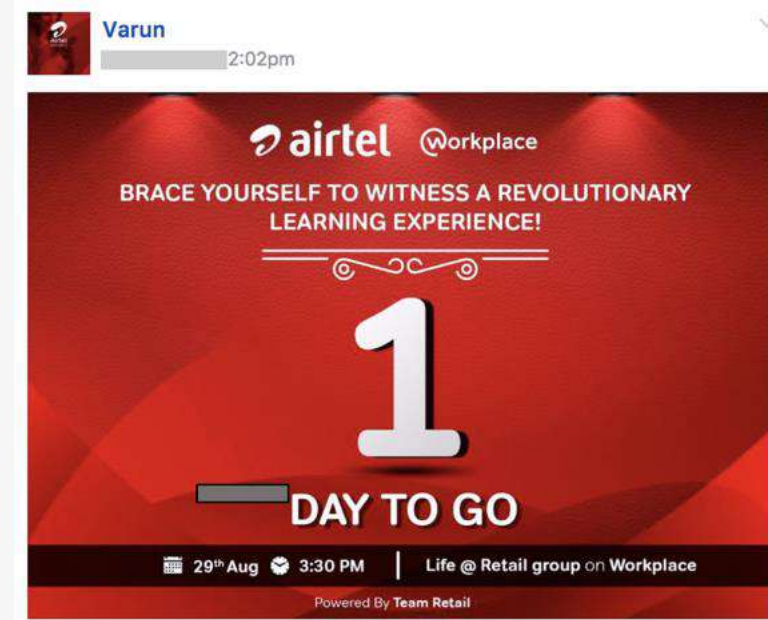 Varun
2:02pm
airtel workplace
BRACE YOURSELF TO WITNESS A REVOLUTIONARY
LEARNING EXPERIENCE!
1
DAY TO GO
29th Aug 3:30 PM | Life @ Retail group on Workplace
Powered By Team Retail